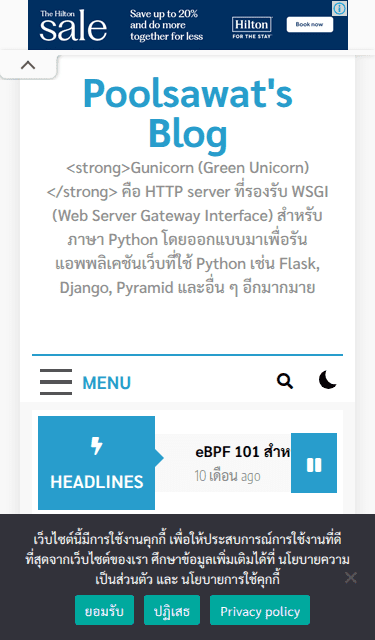 The Hilton
sale
Save up to 20%
and do more
together for less
Hilton
FOR THE STAY
Book now
Poolsawat's
Blog
<strong>Gunicorn (Green Unicorn)
</strong> คือ HTTP server ที่รองรับ WSGI
(Web Server Gateway Interface) สำหรับ
ภาษา Python โดยออกแบบมาเพื่อรัน
แอพพลิเคชันเว็บที่ใช้ Python เช่น Flask,
Django, Pyramid และอื่น ๆ อีกมากมาย
MENU
HEADLINES
eBPF 101 สำห
10 เดือน ago
เว็บไซต์นี้มีการใช้งานคุกกี้ เพื่อให้ประสบการณ์การใช้งานที่ดี
ที่สุดจากเว็บไซต์ของเรา ศึกษาข้อมูลเพิ่มเติมได้ที่ นโยบายความ
เป็นส่วนตัว และ นโยบายการใช้คุกกี้
ยอมรับ
ปฏิเสธ
Privacy policy